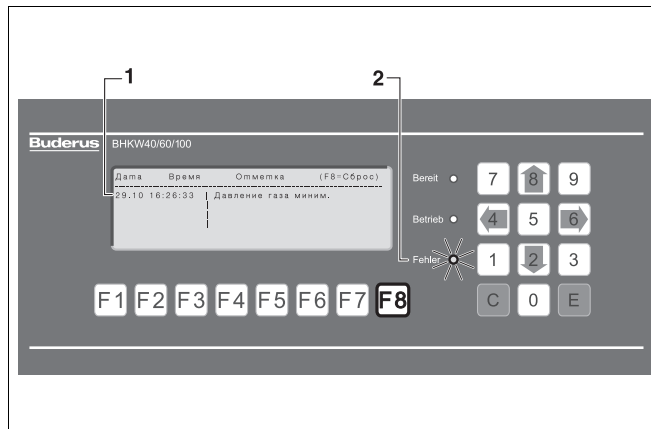 1
2
Buderus BHKW40/60/100
Дата Время Отметка (F8=Сброс)
29.10 16:26:33 | Давление газа миним.
Bereit
Betrieb
Fehler
7 8 9
4 5 6
1 2 3
C 0 E
F1 F2 F3 F4 F5 F6 F7 F8